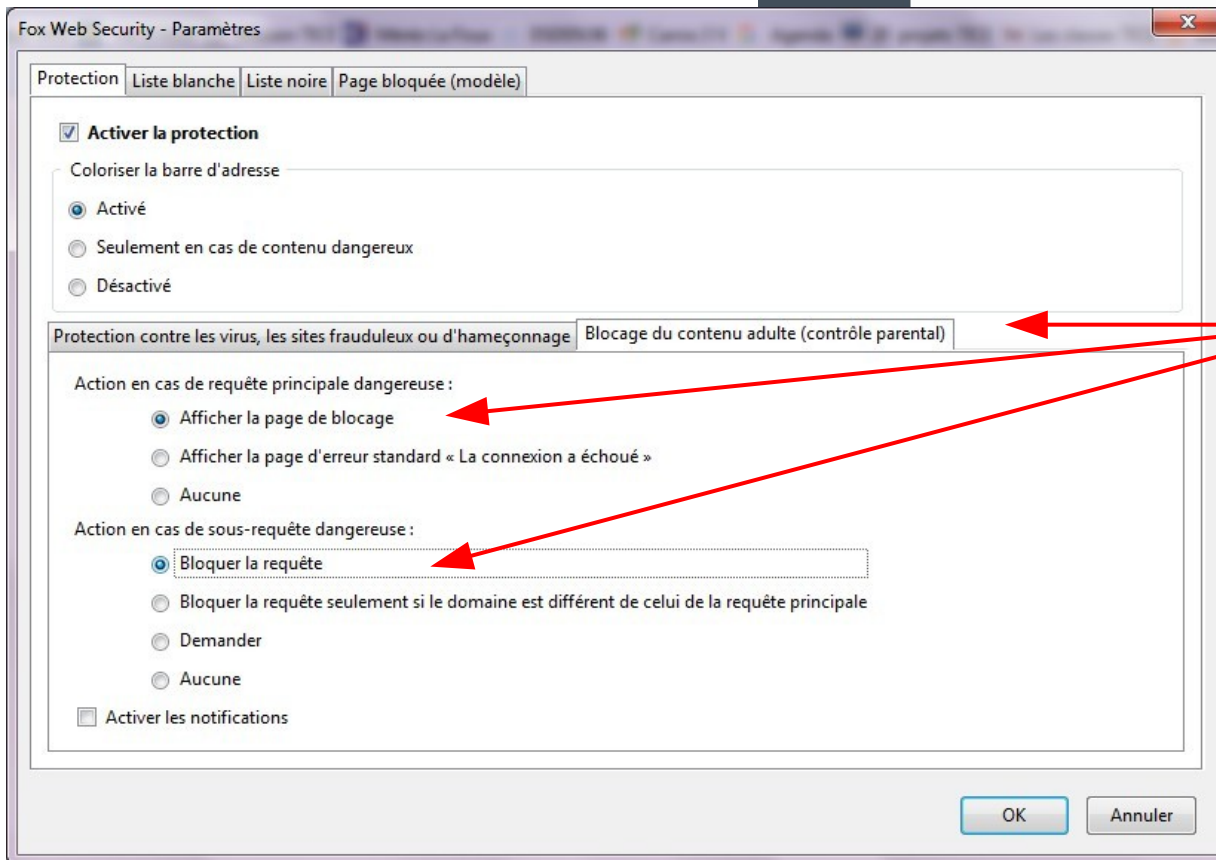 Fox Web Security - Paramètres
Protection Liste blanche Liste noire Page bloquée (modèle)
Activer la protection
Coloriser la barre d'adresse
Activé
Seulement en cas de contenu dangereux
Désactivé
Protection contre les virus, les sites frauduleux ou d'hameçonnage Blocage du contenu adulte (contrôle parental)
Action en cas de requête principale dangereuse :
Afficher la page de blocage
Afficher la page d'erreur standard « La connexion a échoué »
Aucune
Action en cas de sous-requête dangereuse :
Bloquer la requête
Bloquer la requête seulement si le domaine est différent de celui de la requête principale
Demander
Aucune
Activer les notifications
OK Annuler